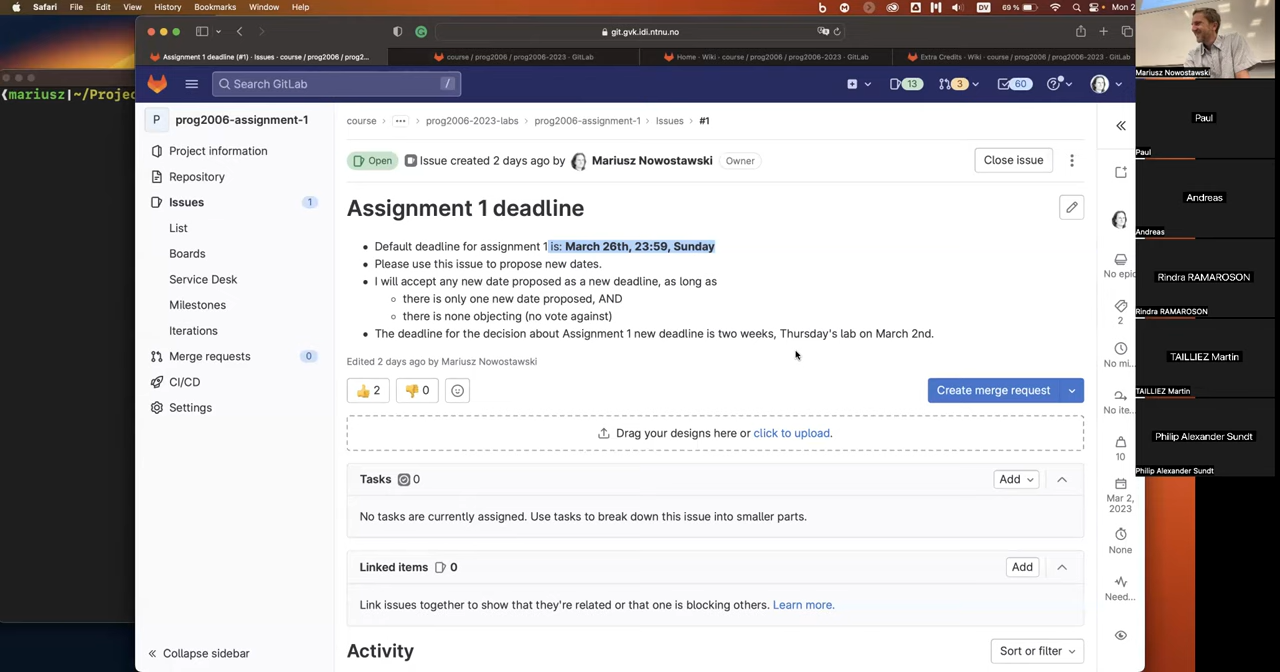 Safari File Edit View History Bookmarks Window Help
DV 69 % Mon 2
git.gvk.idi.ntnu.no
Assignment 1 deadline (#1) · Issues · course / prog2006 / prog2...
course / prog2006 / prog2006-2023 · GitLab
Home · Wiki · course / prog2006 / prog2006-2023 · GitLab
Extra Credits · Wiki · course / prog2006 / prog2006-2023 · GitLab
Search GitLab /
13 3 60
(mariusz|~/Projec
P prog2006-assignment-1
Project information
Repository
Issues 1
List
Boards
Service Desk
Milestones
Iterations
Merge requests 0
CI/CD
Settings
Collapse sidebar
course > ... > prog2006-2023-labs > prog2006-assignment-1 > Issues > #1
Open Issue created 2 days ago by Mariusz Nowostawski Owner Close issue
Assignment 1 deadline
• Default deadline for assignment 1 is: March 26th, 23:59, Sunday
• Please use this issue to propose new dates.
• I will accept any new date proposed as a new deadline, as long as
◦ there is only one new date proposed, AND
◦ there is none objecting (no vote against)
• The deadline for the decision about Assignment 1 new deadline is two weeks, Thursday's lab on March 2nd.
Edited 2 days ago by Mariusz Nowostawski
👍 2 👎 0 Create merge request
Drag your designs here or click to upload.
Tasks 0 Add
No tasks are currently assigned. Use tasks to break down this issue into smaller parts.
Linked items 0 Add
Link issues together to show that they're related or that one is blocking others. Learn more.
Activity Sort or filter
No epic
2
No mi...
No ite...
10
Mar 2,
2023
None
Need...
Mariusz Nowostawski
Paul
Paul
Andreas
Andreas
Rindra RAMAROSON
Rindra RAMAROSON
TAILLIEZ Martin
TAILLIEZ Martin
Philip Alexander Sundt
Philip Alexander Sundt